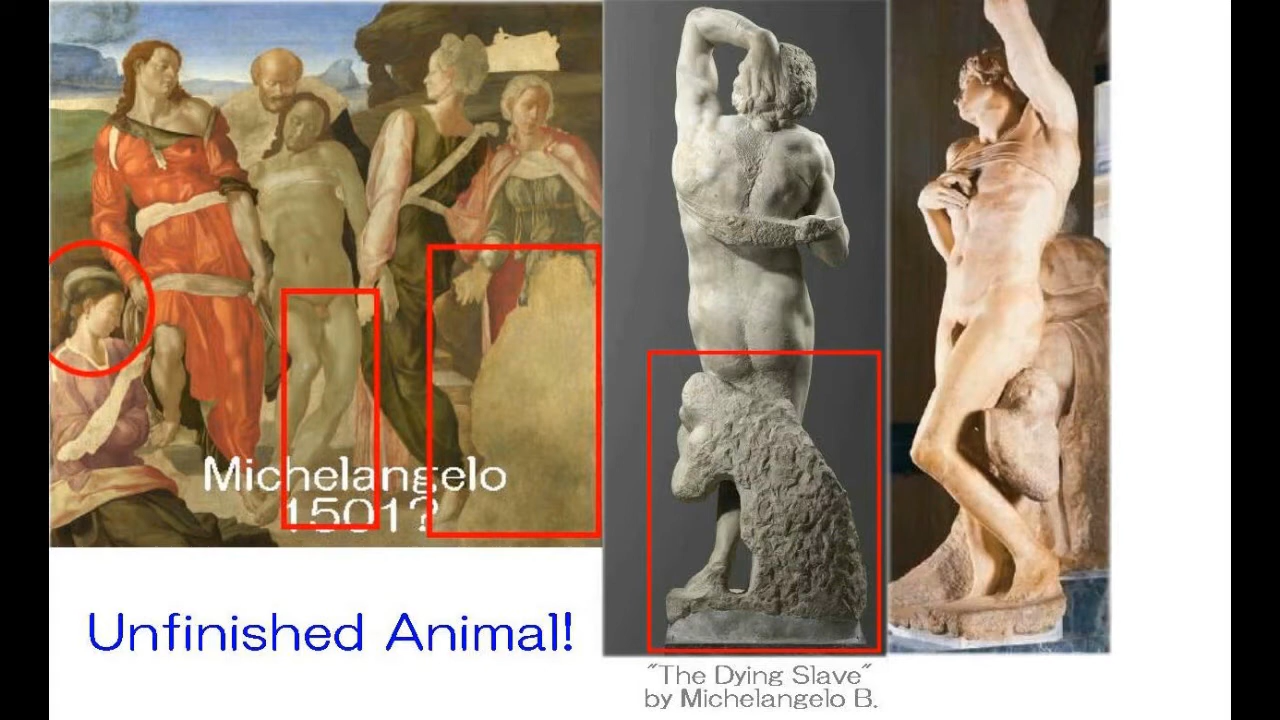 Michelangelo
1501?
Unfinished Animal!
"The Dying Slave"
by Michelangelo B.